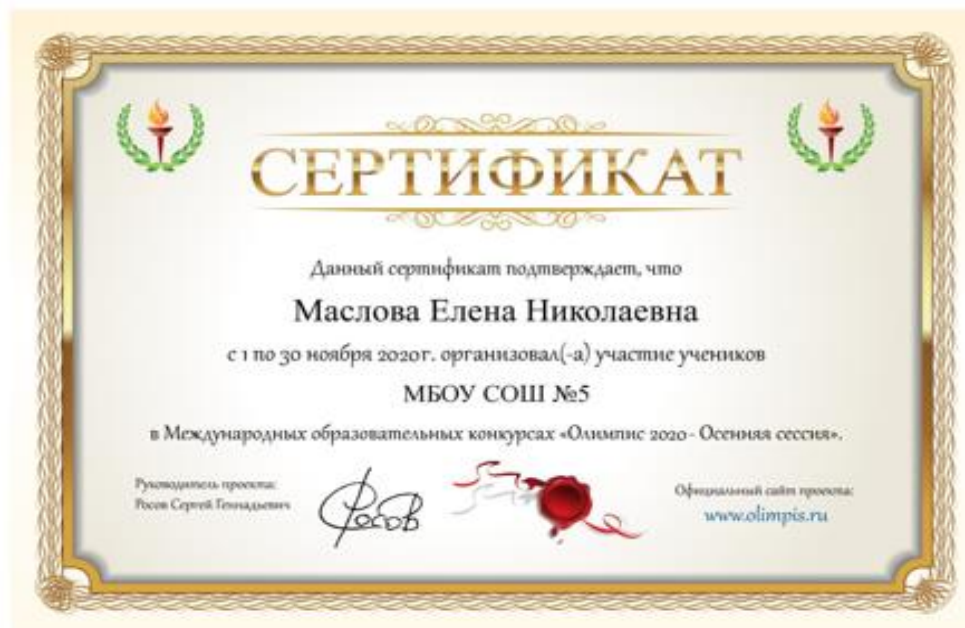 СЕРТИФИКАТ
Данный сертификат подтверждает, что
Маслова Елена Николаевна
с 1 по 30 ноября 2020г. организовал(-а) участие учеников
МБОУ СОШ №5
в Международных образовательных конкурсах «Олимпис 2020 - Осенняя сессия».
Руководитель проекта:
Росов Сергей Геннадьевич
Росов
Официальный сайт проекта:
www.olimpis.ru